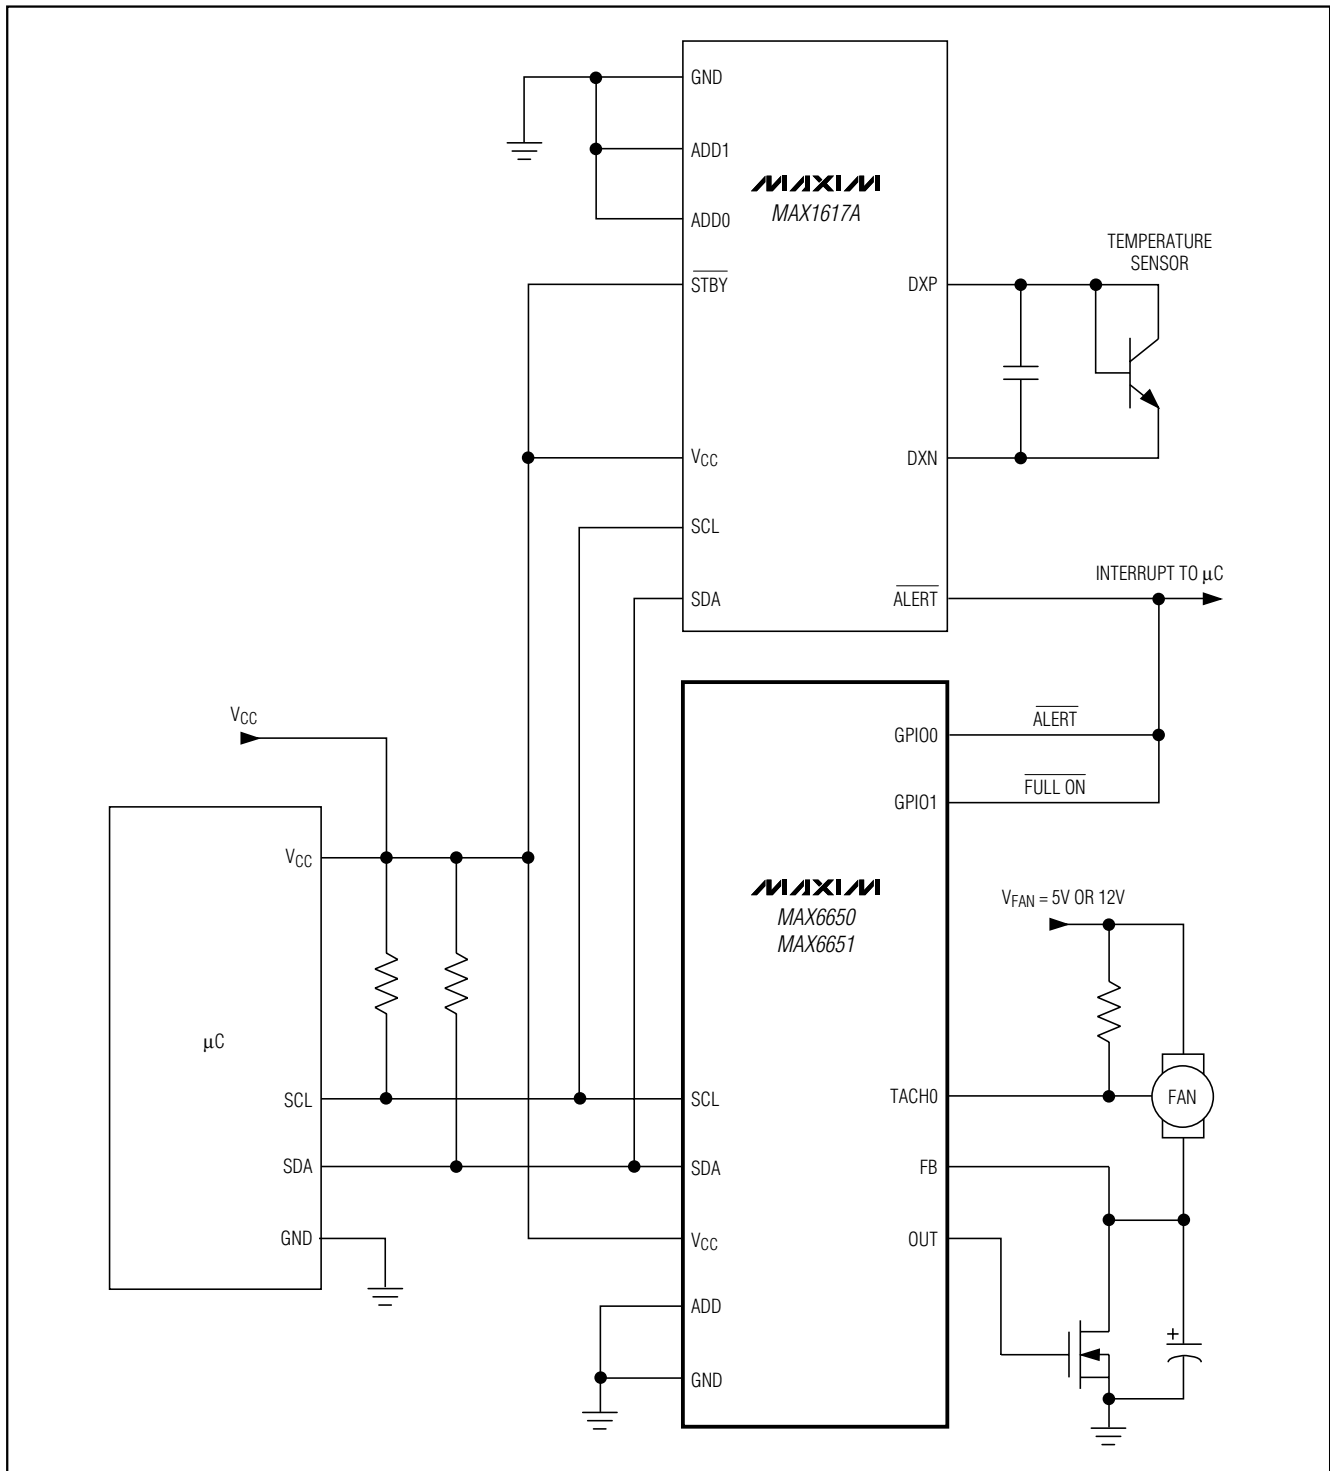 GND
ADD1
MAXIM
MAX1617A
ADD0
TEMPERATURE
SENSOR
STBY
DXP
VCC
DXN
SCL
INTERRUPT TO µC
SDA
ALERT
VCC
GPIO0
ALERT
GPIO1
FULL ON
VCC
MAXIM
MAX6650
MAX6651
VFAN = 5V OR 12V
µC
SCL
SCL
TACH0
FAN
SDA
SDA
FB
GND
VCC
OUT
ADD
+
GND